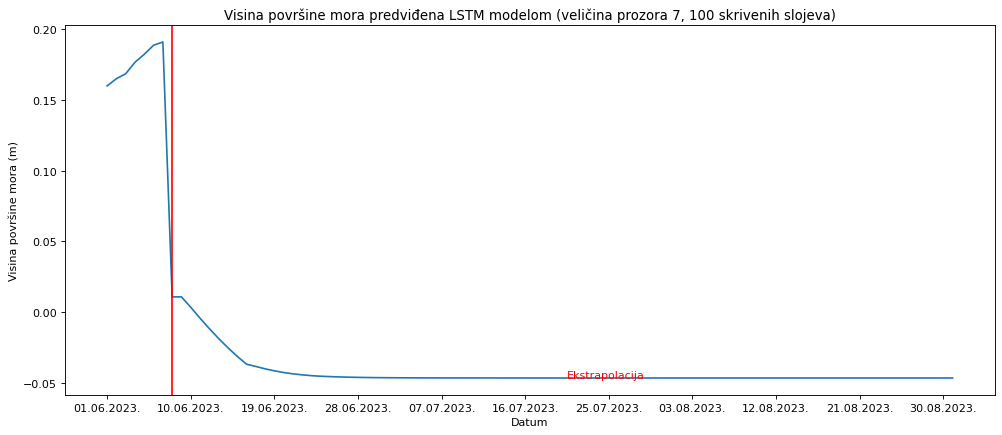 Visina površine mora predviđena LSTM modelom (veličina prozora 7, 100 skrivenih slojeva)
0.20
0.15
0.10
0.05
0.00
−0.05
Visina površine mora (m)
Ekstrapolacija
01.06.2023. 10.06.2023. 19.06.2023. 28.06.2023. 07.07.2023. 16.07.2023. 25.07.2023. 03.08.2023. 12.08.2023. 21.08.2023. 30.08.2023.
Datum